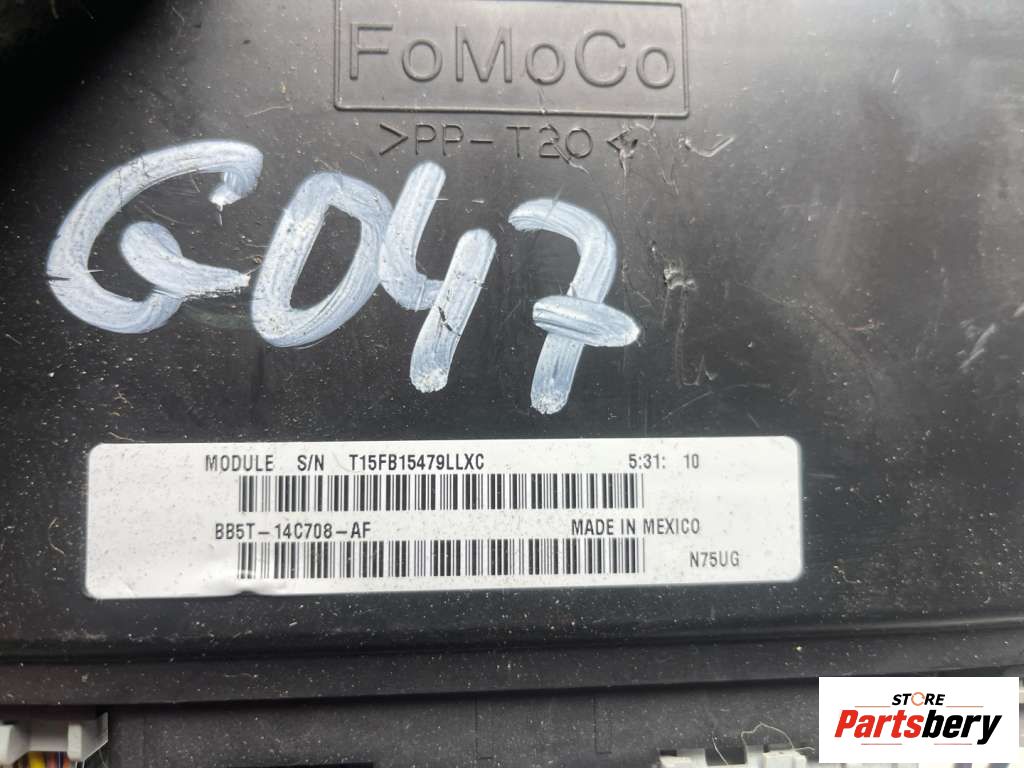 FoMoCo
>PP-T20<
G047
MODULE S/N T15FB15479LLXC 5:31: 10
BB5T-14C708-AF MADE IN MEXICO
N75UG
STORE
Partsbery